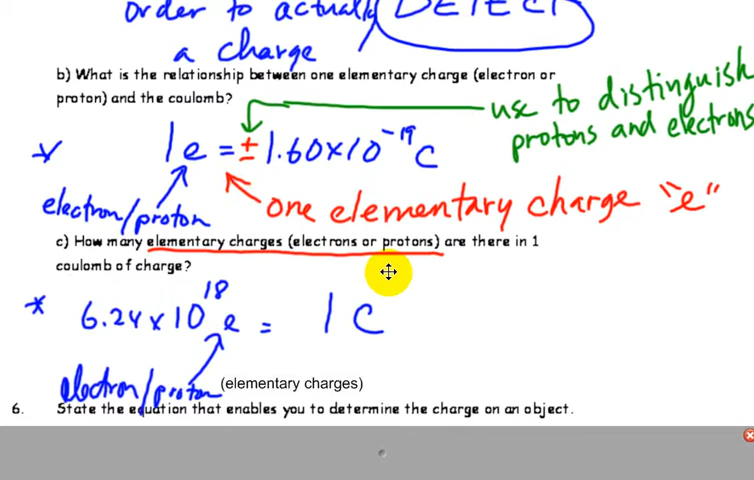 order to actually DETECT
a charge
b) What is the relationship between one elementary charge (electron or
proton) and the coulomb?
use to distinguish
protons and electrons
1e = ± 1.60×10⁻¹⁹ C
electron/proton
one elementary charge "e"
c) How many elementary charges (electrons or protons) are there in 1
coulomb of charge?
* 6.24×10¹⁸ e = 1 C
electron/proton (elementary charges)
6. State the equation that enables you to determine the charge on an object.